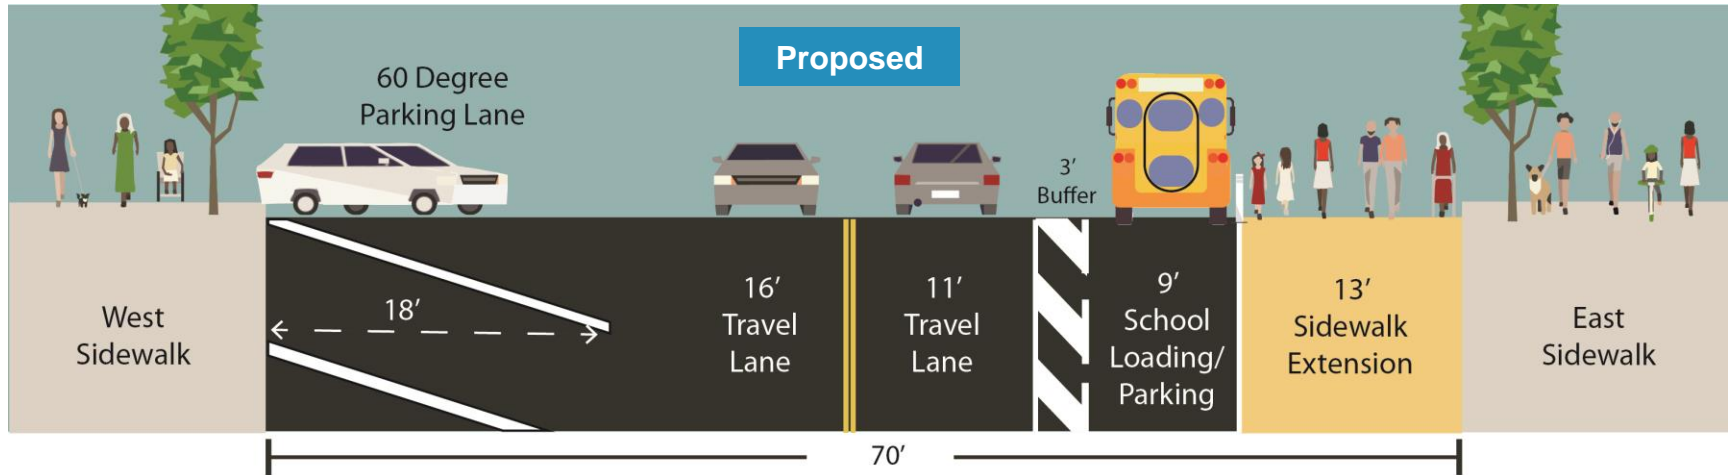 Proposed
60 Degree
Parking Lane
3’
Buffer
18’
West
Sidewalk
16’
Travel
Lane
11’
Travel
Lane
9’
School
Loading/
Parking
13’
Sidewalk
Extension
East
Sidewalk
70’